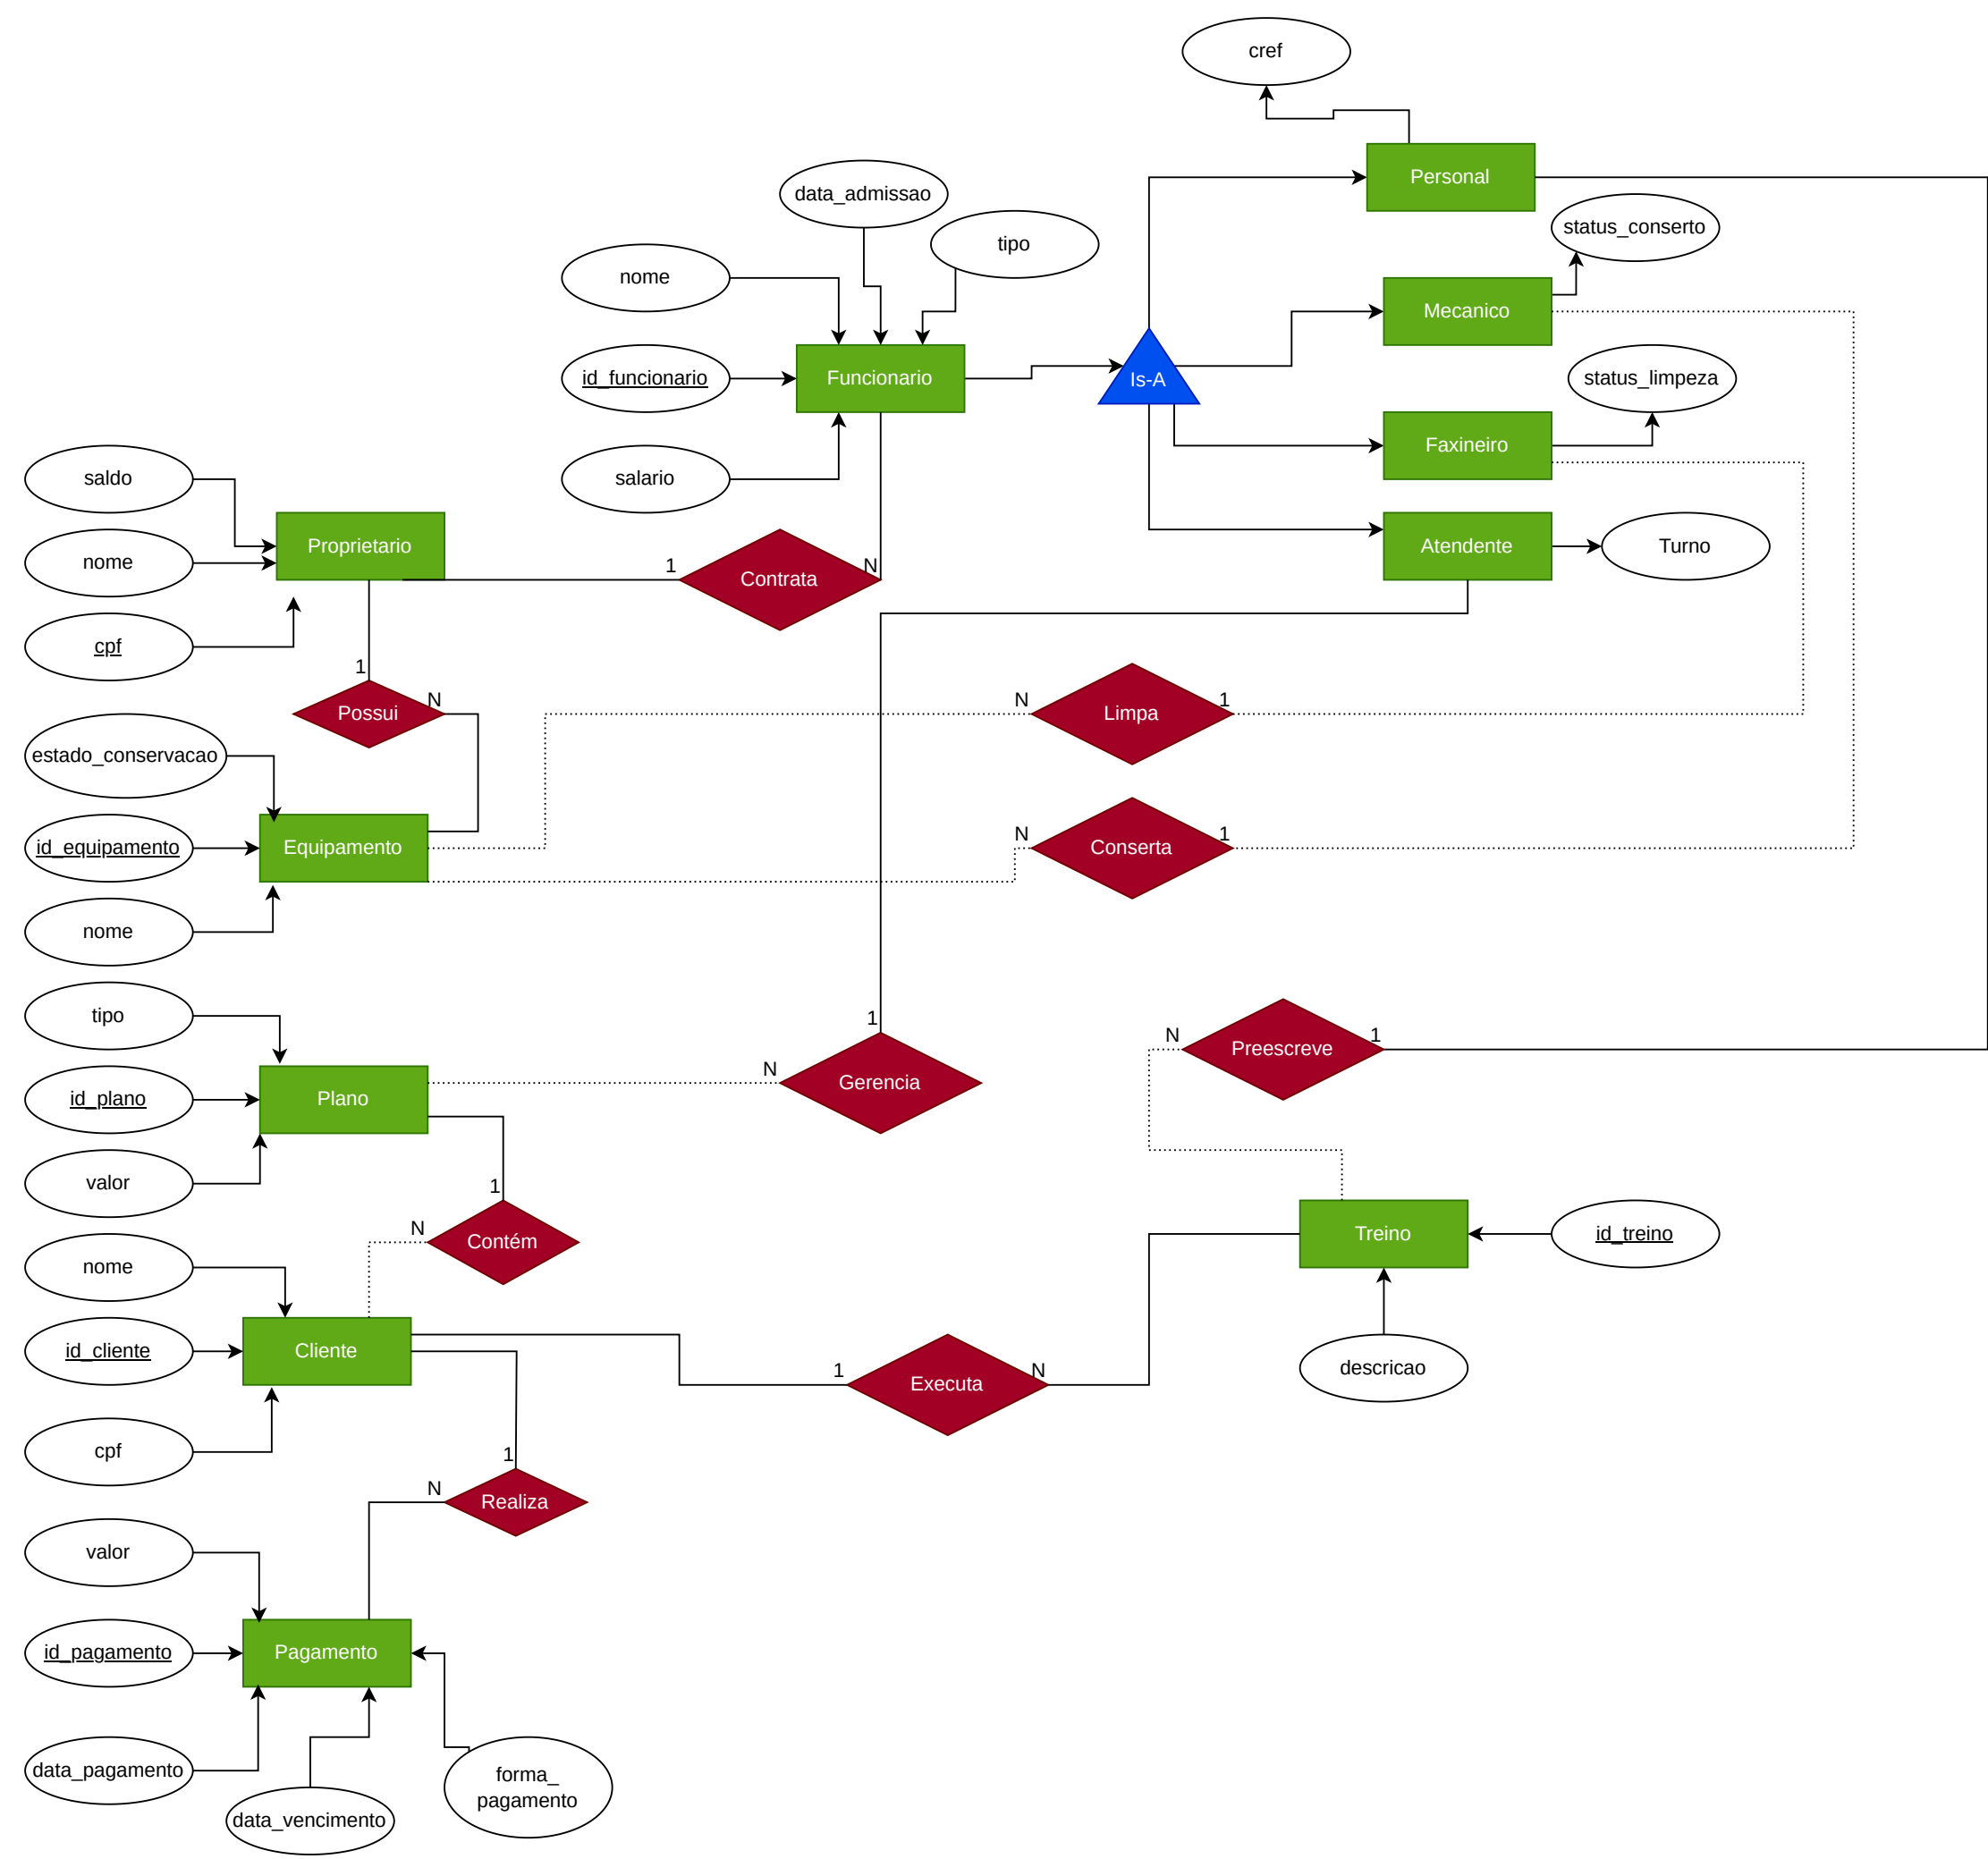 cref
Personal
data_admissao
status_conserto
tipo
nome
Mecanico
Is-A
id_funcionario
Funcionario
status_limpeza
Faxineiro
saldo
salario
Proprietario
Atendente
Turno
nome
1
Contrata
N
cpf
1
N
Possui
N
Limpa
1
estado_conservacao
N
Conserta
1
id_equipamento
Equipamento
nome
tipo
1
N
Preescreve
1
N
Gerencia
id_plano
Plano
valor
1
N
Contém
Treino
id_treino
nome
id_cliente
Cliente
1
Executa
N
descricao
cpf
1
N
Realiza
valor
id_pagamento
Pagamento
data_pagamento
forma_
pagamento
data_vencimento